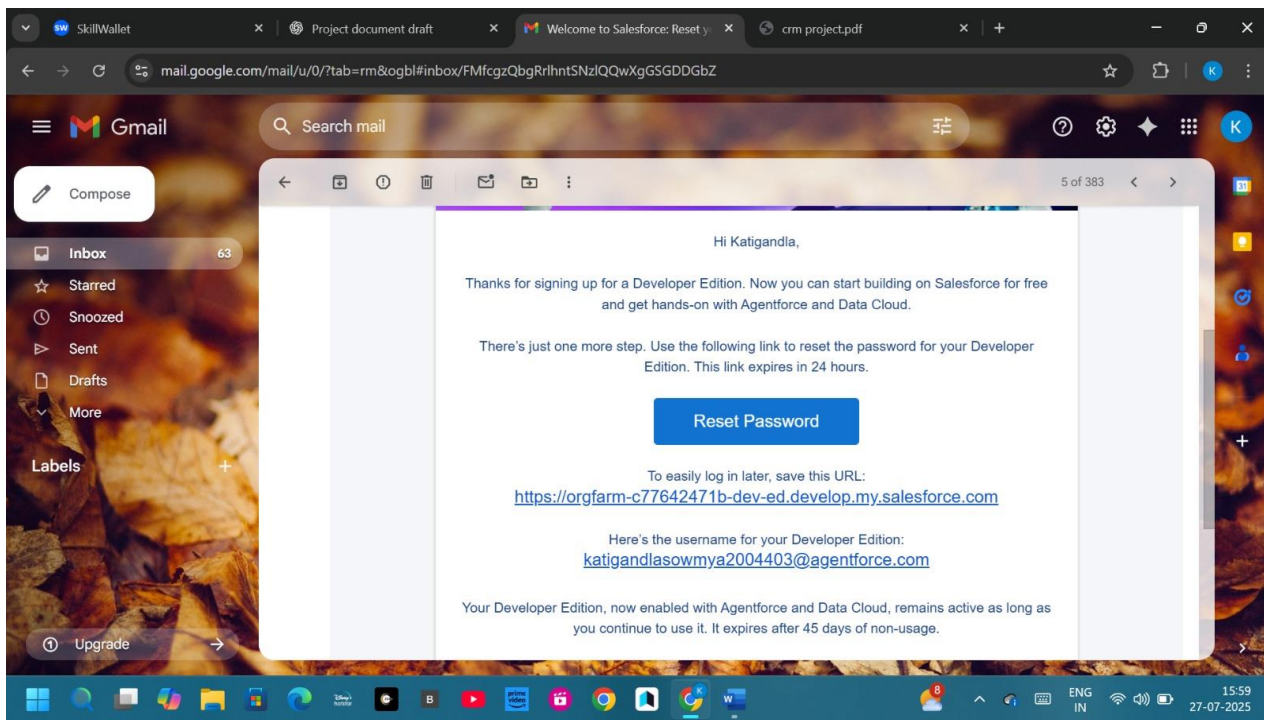 SkillWallet
Project document draft
Welcome to Salesforce: Reset y
crm project.pdf
mail.google.com/mail/u/0/?tab=rm&ogbl#inbox/FMfcgzQbgRrlhntSNzlQQwXgGSGDDGbZ
K
Gmail
Search mail
K
Compose
5 of 383
31
Inbox 63
Starred
Snoozed
Sent
Drafts
More
Labels
Upgrade
Hi Katigandla,
Thanks for signing up for a Developer Edition. Now you can start building on Salesforce for free
and get hands-on with Agentforce and Data Cloud.
There's just one more step. Use the following link to reset the password for your Developer
Edition. This link expires in 24 hours.
Reset Password
To easily log in later, save this URL:
https://orgfarm-c77642471b-dev-ed.develop.my.salesforce.com
Here's the username for your Developer Edition:
katigandlasowmya2004403@agentforce.com
Your Developer Edition, now enabled with Agentforce and Data Cloud, remains active as long as
you continue to use it. It expires after 45 days of non-usage.
prime
video
8
ENG
IN
15:59
27-07-2025